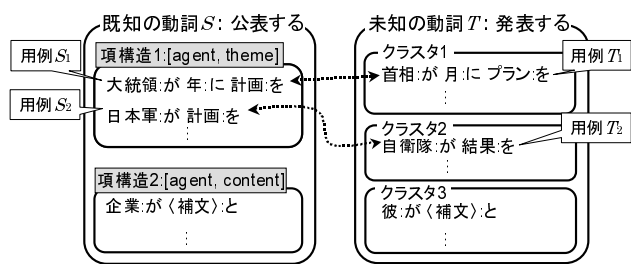 既知の動詞S: 公表する
用例S1
項構造1:[agent, theme]
大統領:が 年:に 計画:を
用例S2
日本軍:が 計画:を
⋮
項構造2:[agent, content]
企業:が〈補文〉:と
⋮
未知の動詞T: 発表する
クラスタ1
用例T1
首相:が 月:に プラン:を
⋮
クラスタ2
用例T2
自衛隊:が 結果:を
⋮
クラスタ3
彼:が〈補文〉:と
⋮